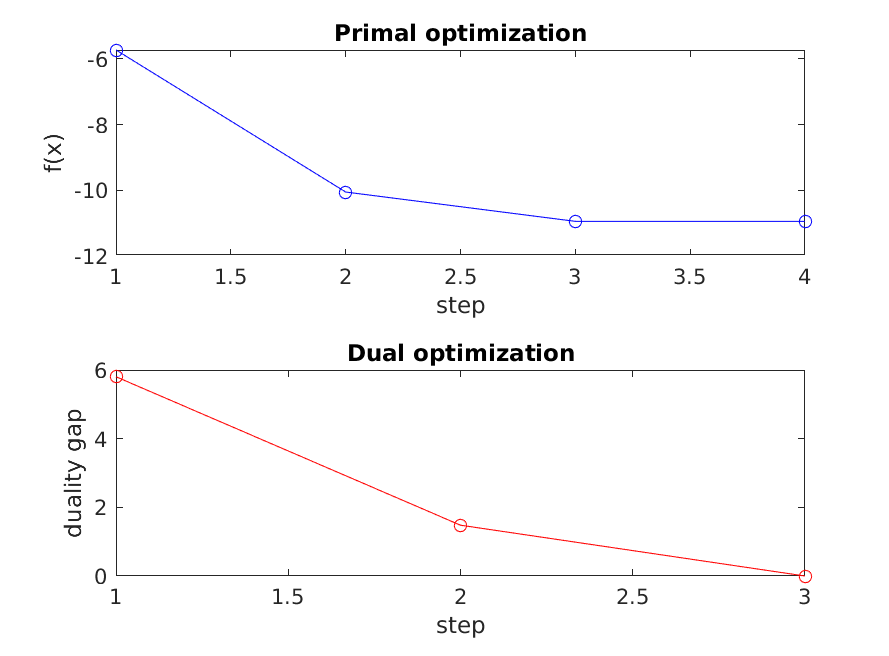 Primal optimization
f(x)
-6
-8
-10
-12
1 1.5 2 2.5 3 3.5 4
step
Dual optimization
duality gap
6
4
2
0
1 1.5 2 2.5 3
step